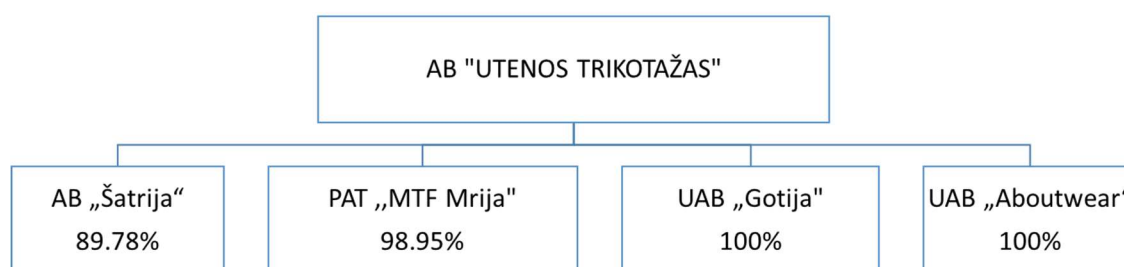 AB "UTENOS TRIKOTAŽAS"
AB „Šatrija“
89.78%
PAT ,,MTF Mrija"
98.95%
UAB „Gotija"
100%
UAB „Aboutwear“
100%